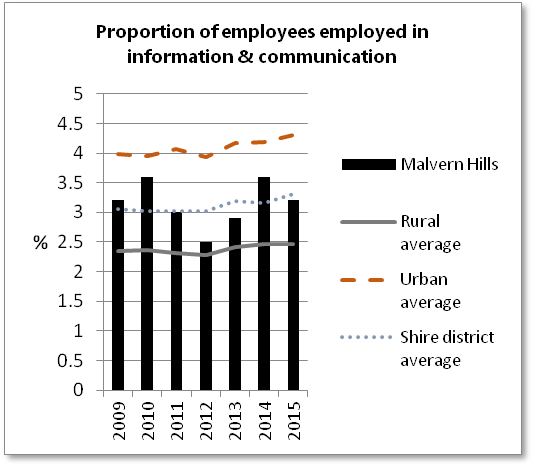 Proportion of employees employed in
information & communication
5
4.5
4
3.5
3
2.5
2
1.5
1
0.5
0
%
2009
2010
2011
2012
2013
2014
2015
Malvern Hills
Rural
average
Urban
average
Shire district
average